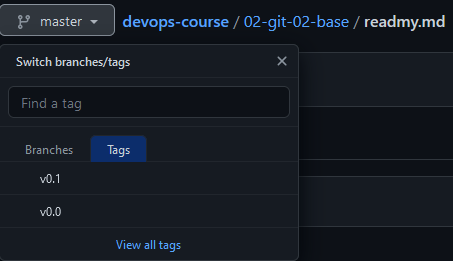 master devops-course / 02-git-02-base / readmy.md
Switch branches/tags
Find a tag
Branches Tags
v0.1
v0.0
View all tags